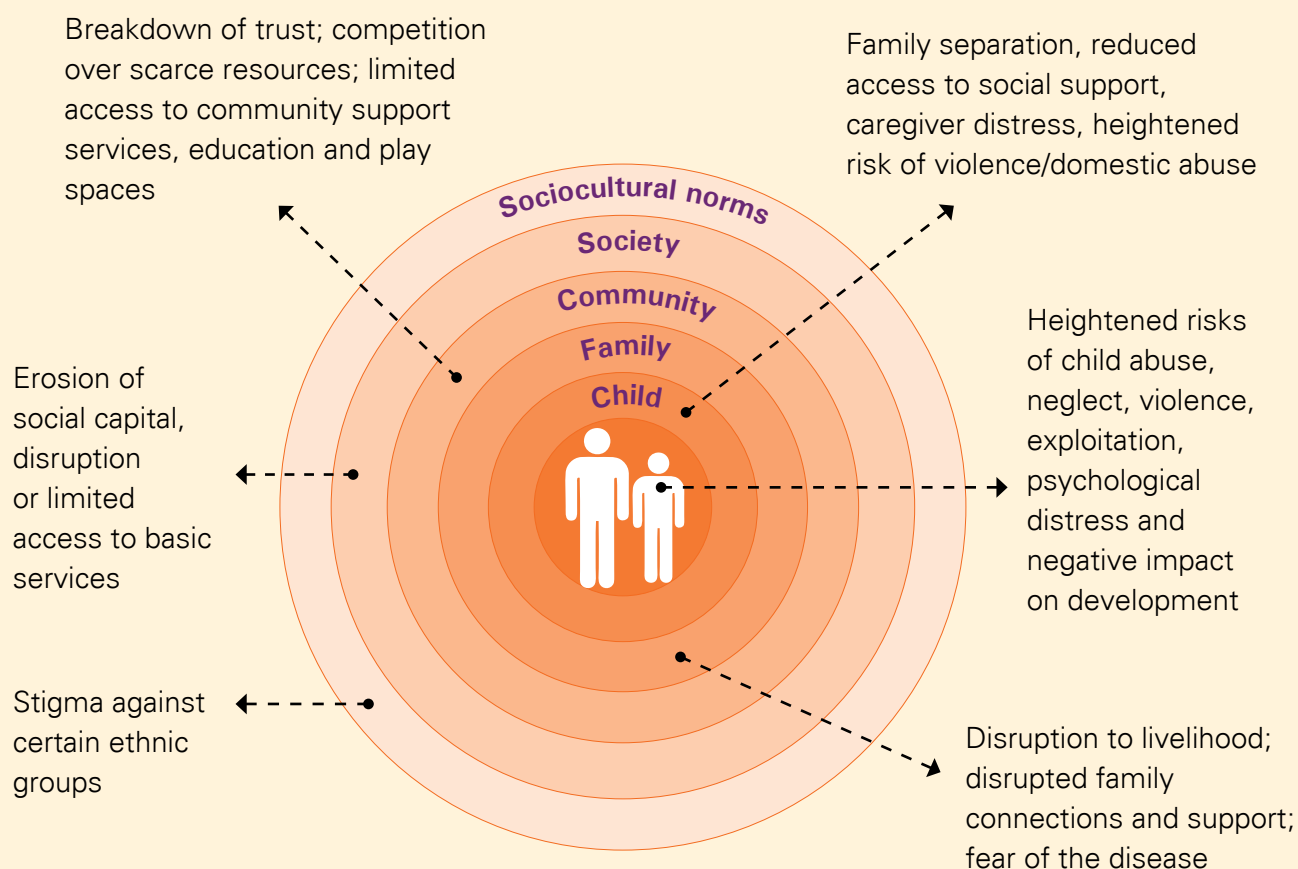 Breakdown of trust; competition
over scarce resources; limited
access to community support
services, education and play
spaces
Family separation, reduced
access to social support,
caregiver distress, heightened
risk of violence/domestic abuse
Sociocultural norms
Society
Community
Family
Child
Erosion of
social capital,
disruption
or limited
access to basic
services
Heightened risks
of child abuse,
neglect, violence,
exploitation,
psychological
distress and
negative impact
on development
Stigma against
certain ethnic
groups
Disruption to livelihood;
disrupted family
connections and support;
fear of the disease